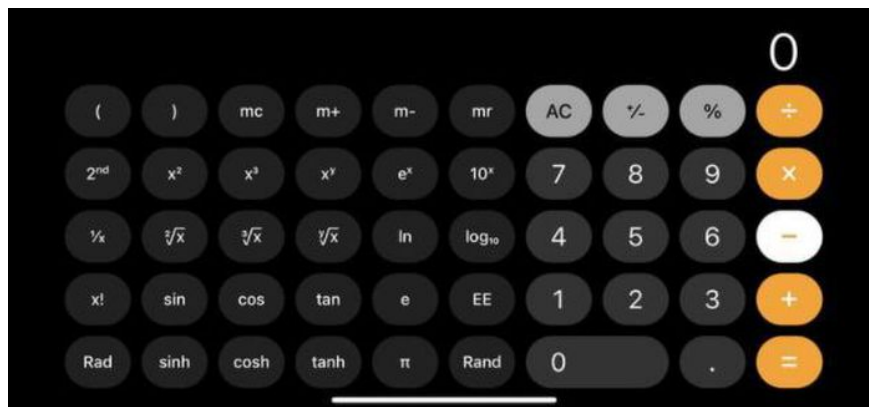 0
( ) mc m+ m- mr AC +/- % ÷
2ⁿᵈ x² x³ xʸ eˣ 10ˣ 7 8 9 ×
¹/ₓ ²√x ³√x ʸ√x ln log₁₀ 4 5 6 −
x! sin cos tan e EE 1 2 3 +
Rad sinh cosh tanh π Rand 0 . =